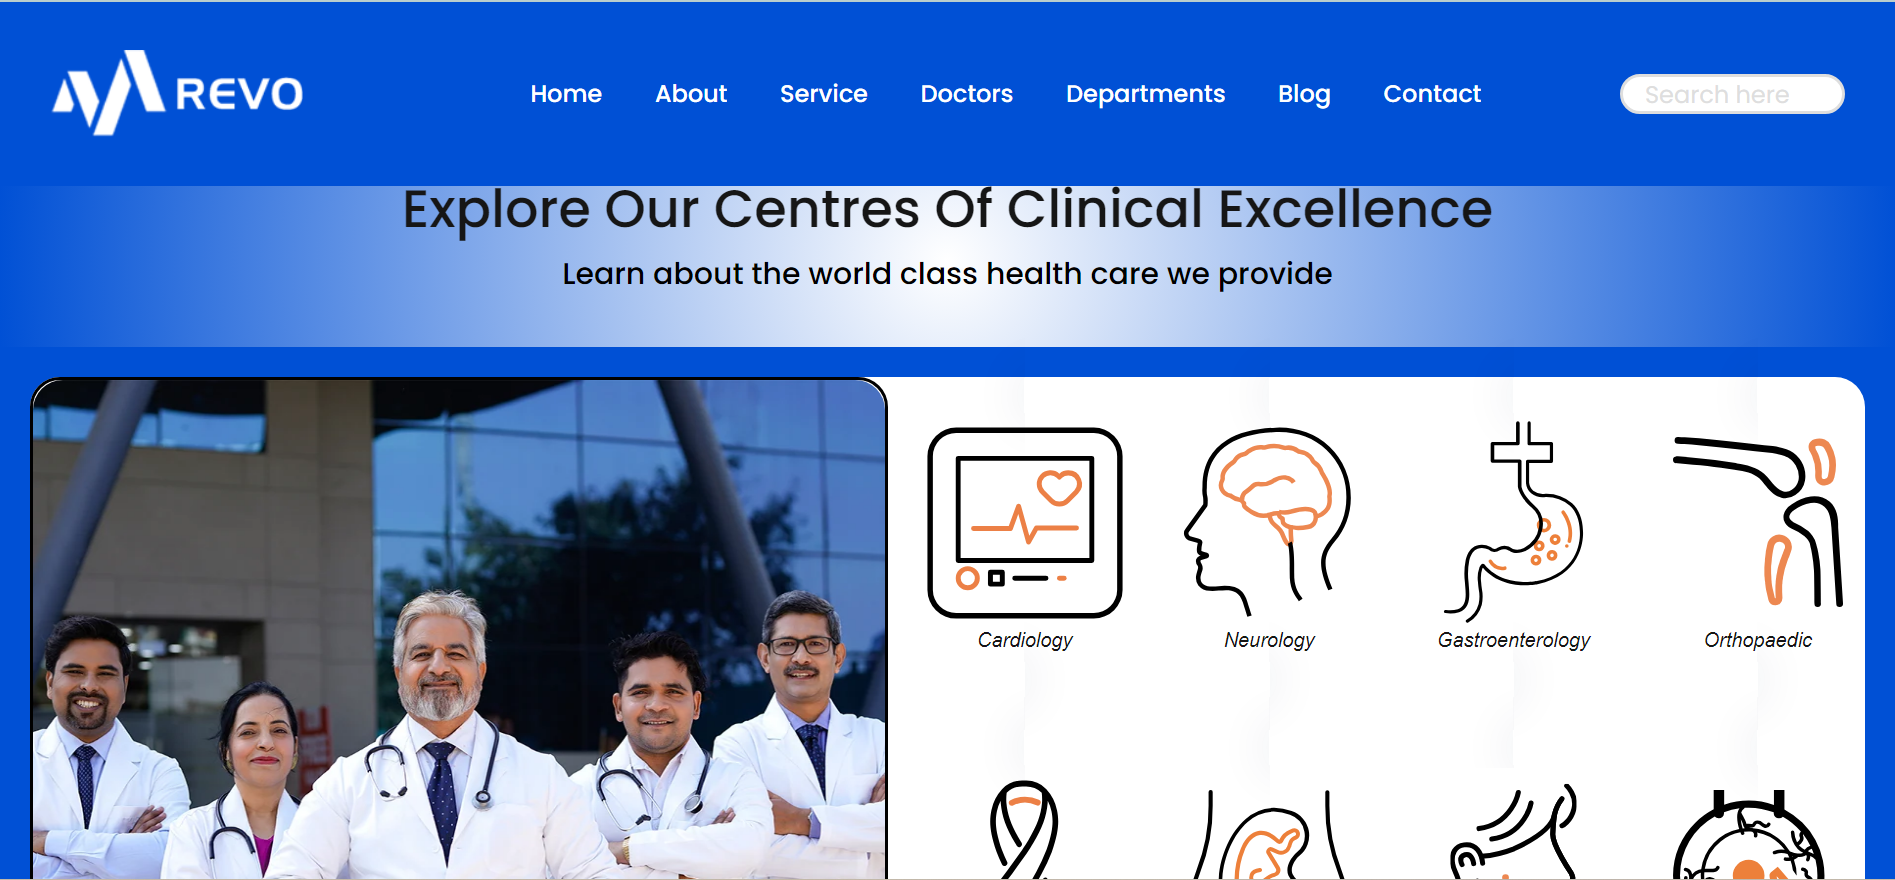 REVO
Home About Service Doctors Departments Blog Contact
Search here
Explore Our Centres Of Clinical Excellence
Learn about the world class health care we provide
Cardiology Neurology Gastroenterology Orthopaedic